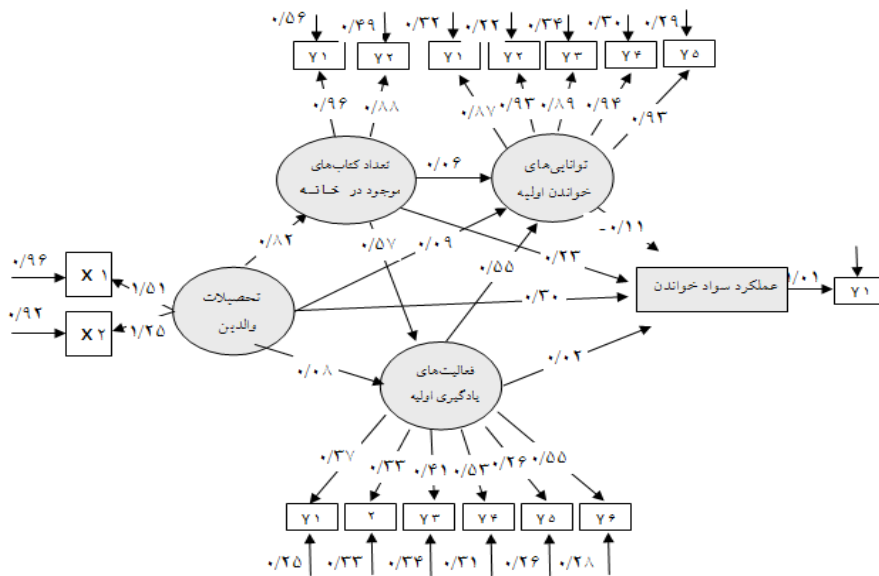 ۰/۵۶ ۰/۴۹ ۰/۳۲ ۰/۲۲ ۰/۳۴ ۰/۳۰ ۰/۲۹
y۱ y۲ y۱ y۲ y۳ y۴ y۵
۰/۹۶ ۰/۸۸ ۰/۸۷ ۰/۹۳ ۰/۸۹ ۰/۹۴ ۰/۹۳
تعداد کتاب‌های
موجود در خانه
۰/۰۶
توانایی‌های
خواندن اولیه
۰/۸۲ ۰/۵۷ ۰/۰۹ ۰/۵۵ ۰/۲۳ -۰/۱۱
۰/۹۶ X ۱ ۱/۵۱
۰/۹۲ X ۲ ۱/۲۵
تحصیلات
والدین
۰/۳۰
عملکرد سواد خواندن
۱/۰۱ y۱
۰/۰۸
فعالیت‌های
یادگیری اولیه
۰/۰۲
۰/۳۷ ۰/۳۳ ۰/۴۱ ۰/۵۳ ۰/۲۶ ۰/۵۵
y۱ ۲ y۳ y۴ y۵ y۶
۰/۲۵ ۰/۳۳ ۰/۳۴ ۰/۳۱ ۰/۲۶ ۰/۲۸